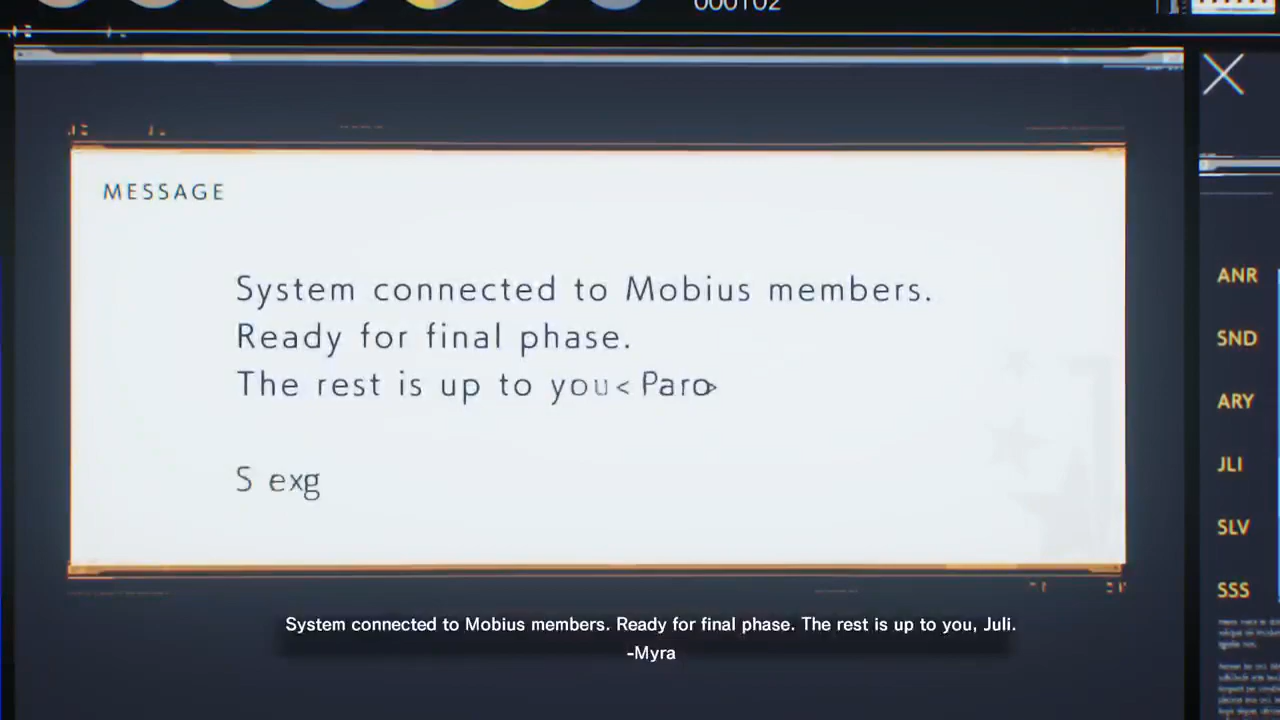 000102
MESSAGE
System connected to Mobius members.
Ready for final phase.
The rest is up to you< Paro>
S exg
ANR
SND
ARY
JLI
SLV
SSS
System connected to Mobius members. Ready for final phase. The rest is up to you, Juli.
-Myra